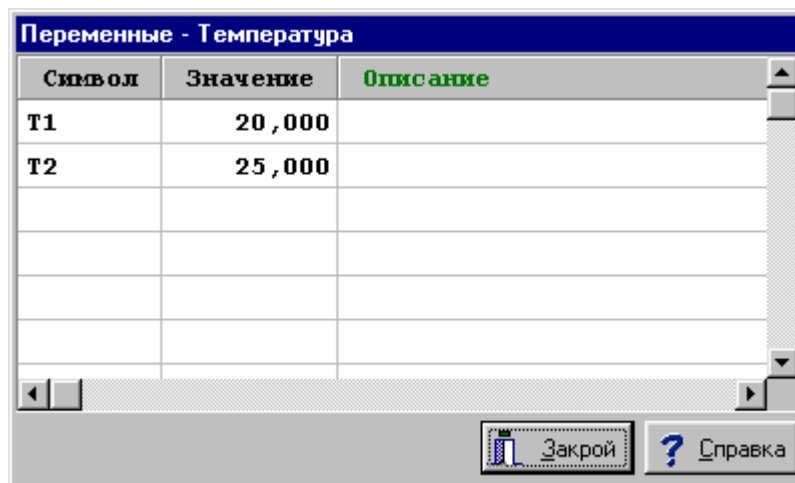 Переменные - Температура
Символ Значение Описание
T1 20,000
T2 25,000
Закрой Справка